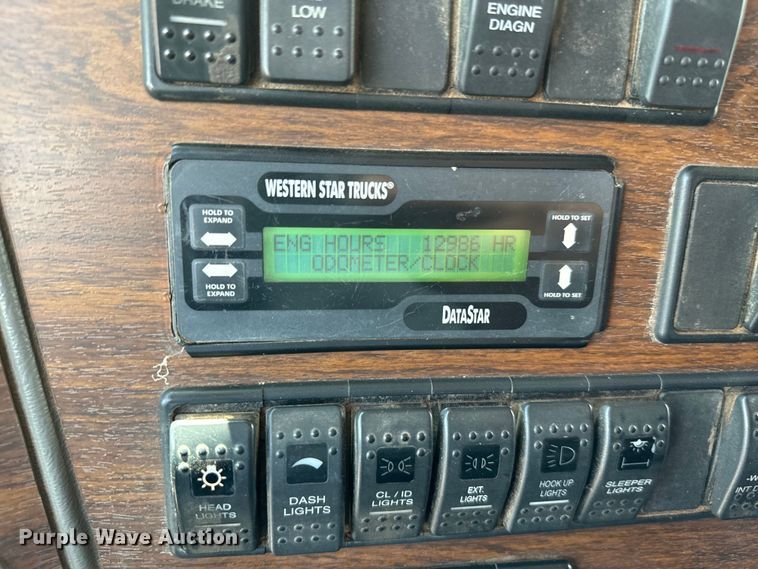 BRAKE
LOW
ENGINE
DIAGN
WESTERN STAR TRUCKS®
HOLD TO
EXPAND
HOLD TO SET
ENG HOURS 12986 HR
ODOMETER/CLOCK
HOLD TO
EXPAND
HOLD TO SET
DATASTAR
HEAD
LIGHTS
DASH
LIGHTS
CL / ID
LIGHTS
EXT.
LIGHTS
HOOK UP
LIGHTS
SLEEPER
LIGHTS
INT
Purple Wave Auction